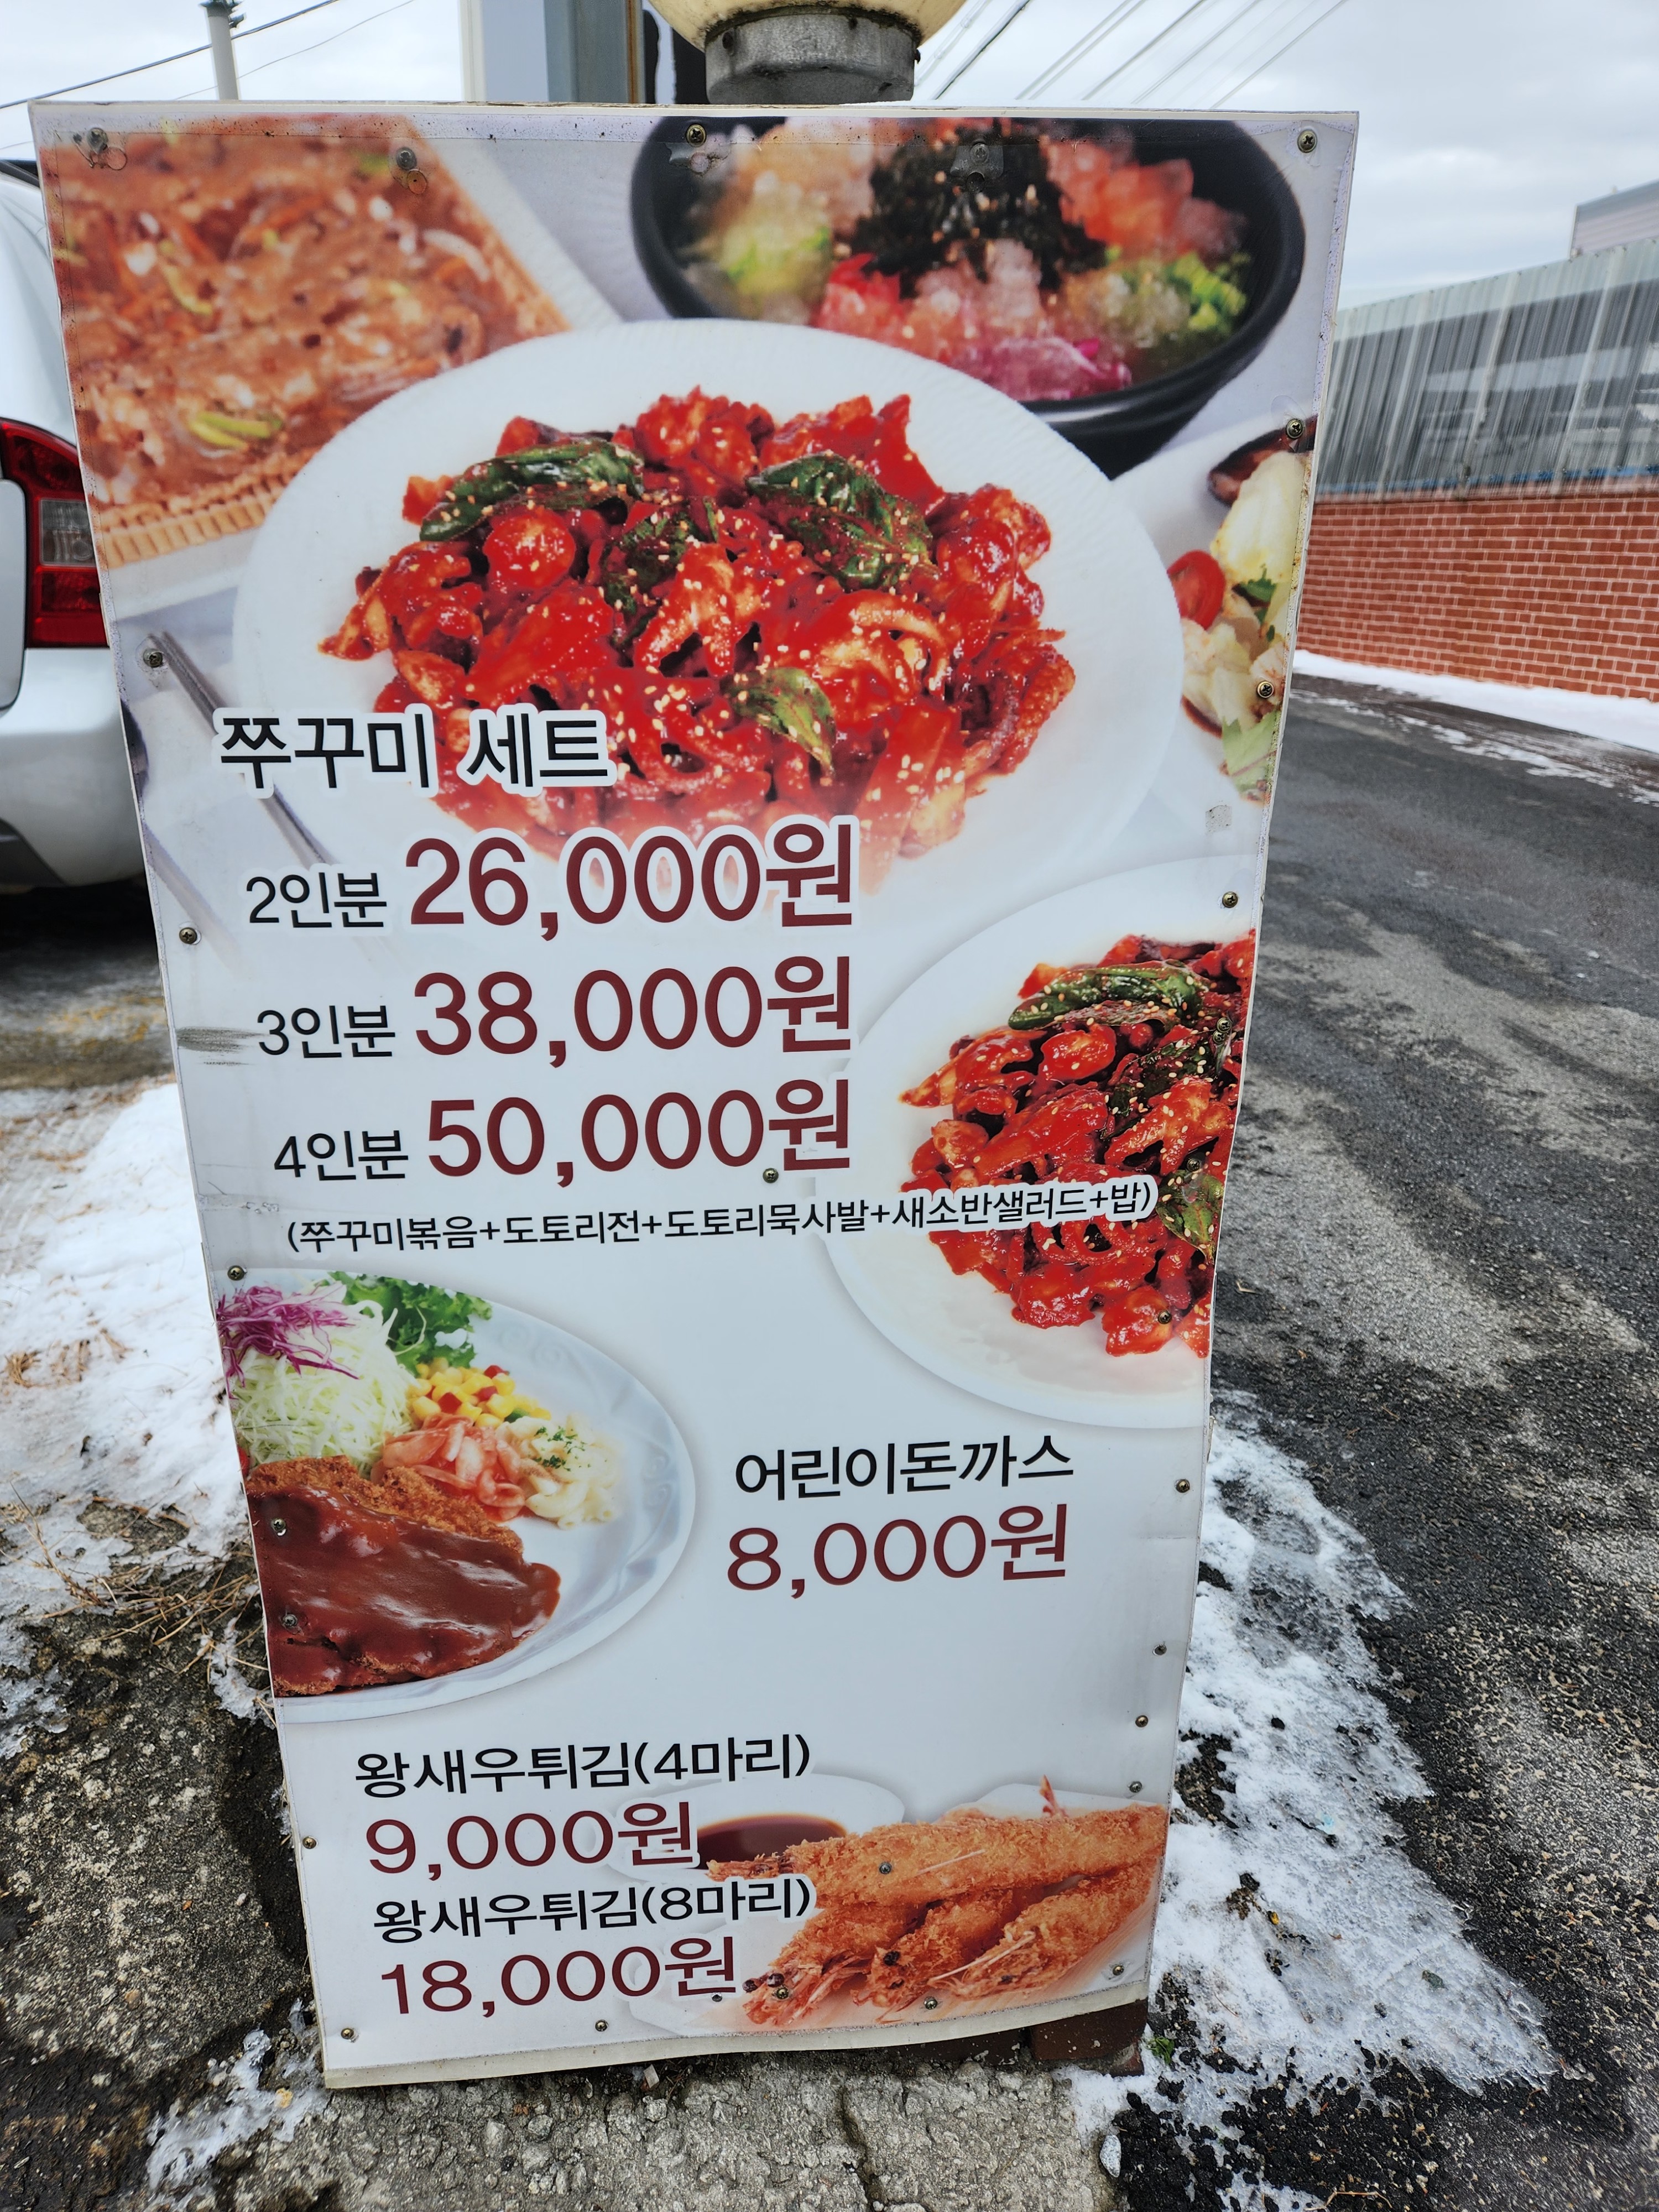 쭈꾸미 세트
2인분 26,000원
3인분 38,000원
4인분 50,000원
(쭈꾸미볶음+도토리전+도토리묵사발+새소반샐러드+밥)
어린이돈까스
8,000원
왕새우튀김(4마리)
9,000원
왕새우튀김(8마리)
18,000원